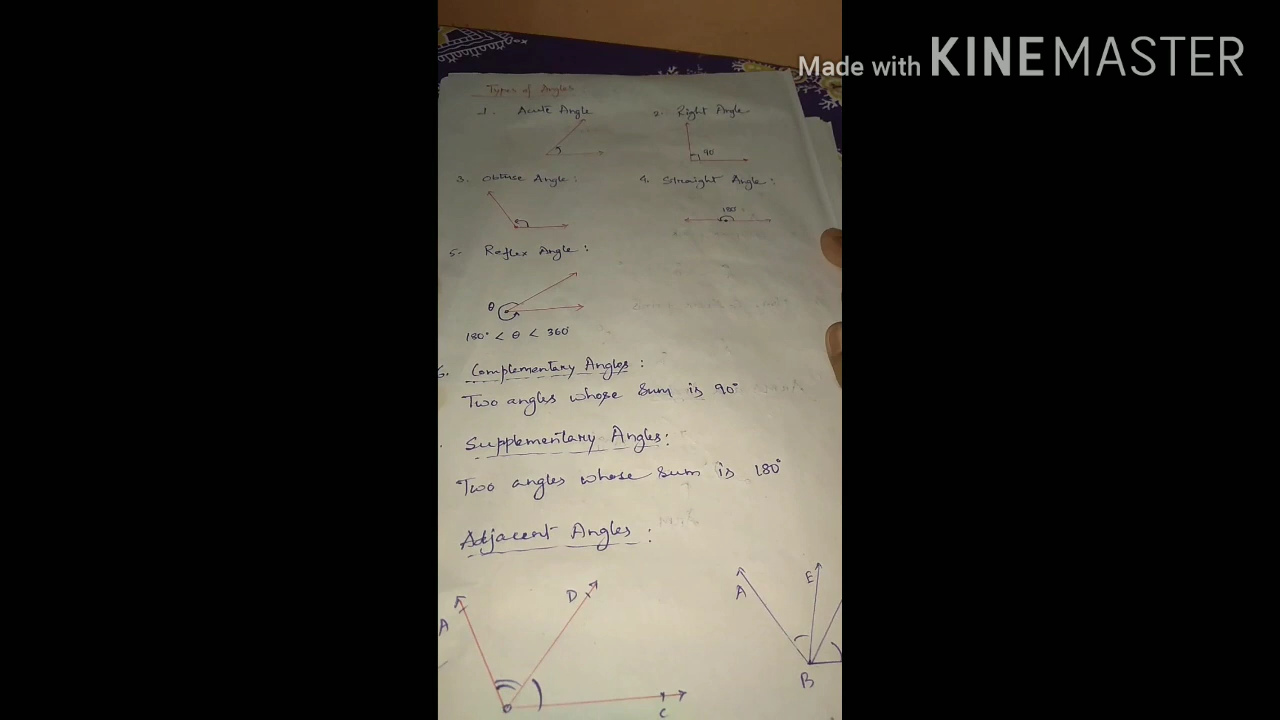 Made with KINEMASTER
Types of Angles
1. Acute Angle
2. Right Angle
90
3. Obtuse Angle:
4. Straight Angle:
180°
5. Reflex Angle:
θ
180° < θ < 360°
6. Complementary Angles:
Two angles whose sum is 90°
Supplementary Angles:
Two angles whose sum is 180°
Adjacent Angles:
A
D
O
C
A
E
B